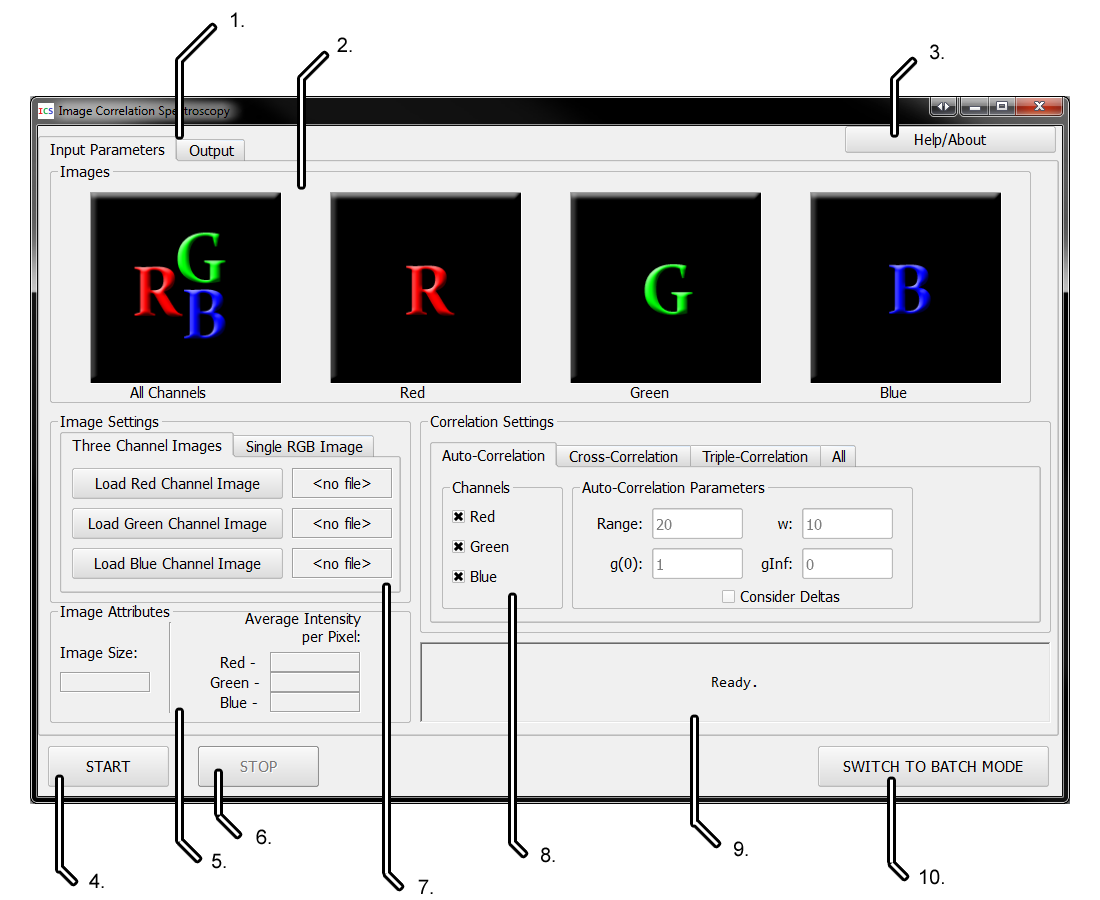 1.
2.
3.
ICS Image Correlation Spectroscopy
Help/About
Input Parameters
Output
Images
R
G
B
R
G
B
All Channels
Red
Green
Blue
Image Settings
Three Channel Images
Single RGB Image
Load Red Channel Image
<no file>
Load Green Channel Image
<no file>
Load Blue Channel Image
<no file>
Correlation Settings
Auto-Correlation
Cross-Correlation
Triple-Correlation
All
Channels
Red
Green
Blue
Auto-Correlation Parameters
Range: 20
w: 10
g(0): 1
gInf: 0
Consider Deltas
Image Attributes
Image Size:
Average Intensity
per Pixel:
Red -
Green -
Blue -
Ready.
START
STOP
SWITCH TO BATCH MODE
4.
5.
6.
7.
8.
9.
10.